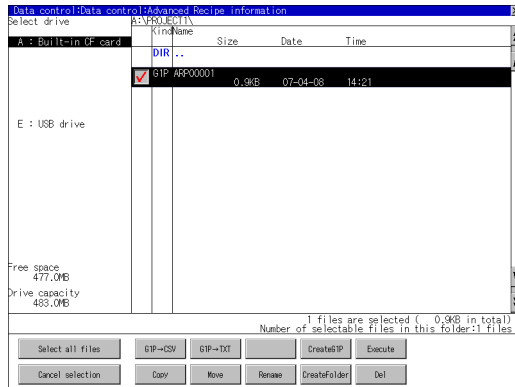 Data control:Data control:Advanced Recipe information
Select drive
A:\PROJECT1\
Kind Name
Size Date Time
A : Built-in CF card
DIR ..
G1P ARP00001
0.9KB 07-04-08 14:21
E : USB drive
Free space
477.0MB
Drive capacity
483.0MB
1 files are selected ( 0.9KB in total)
Number of selectable files in this folder:1 files
Select all files G1P→CSV G1P→TXT CreateG1P Execute
Cancel selection Copy Move Rename CreateFolder Del